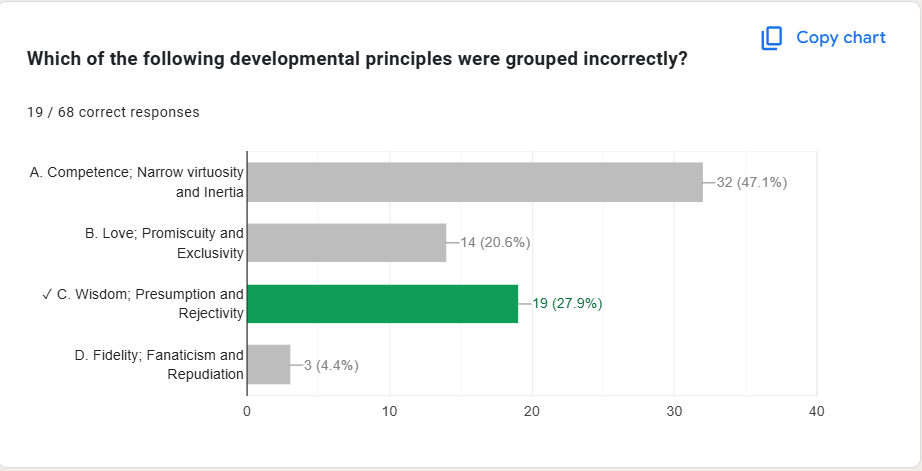 Copy chart
Which of the following developmental principles were grouped incorrectly?
19 / 68 correct responses
A. Competence; Narrow virtuosity
and Inertia
32 (47.1%)
B. Love; Promiscuity and
Exclusivity
14 (20.6%)
✓ C. Wisdom; Presumption and
Rejectivity
19 (27.9%)
D. Fidelity; Fanaticism and
Repudiation
3 (4.4%)
0 10 20 30 40